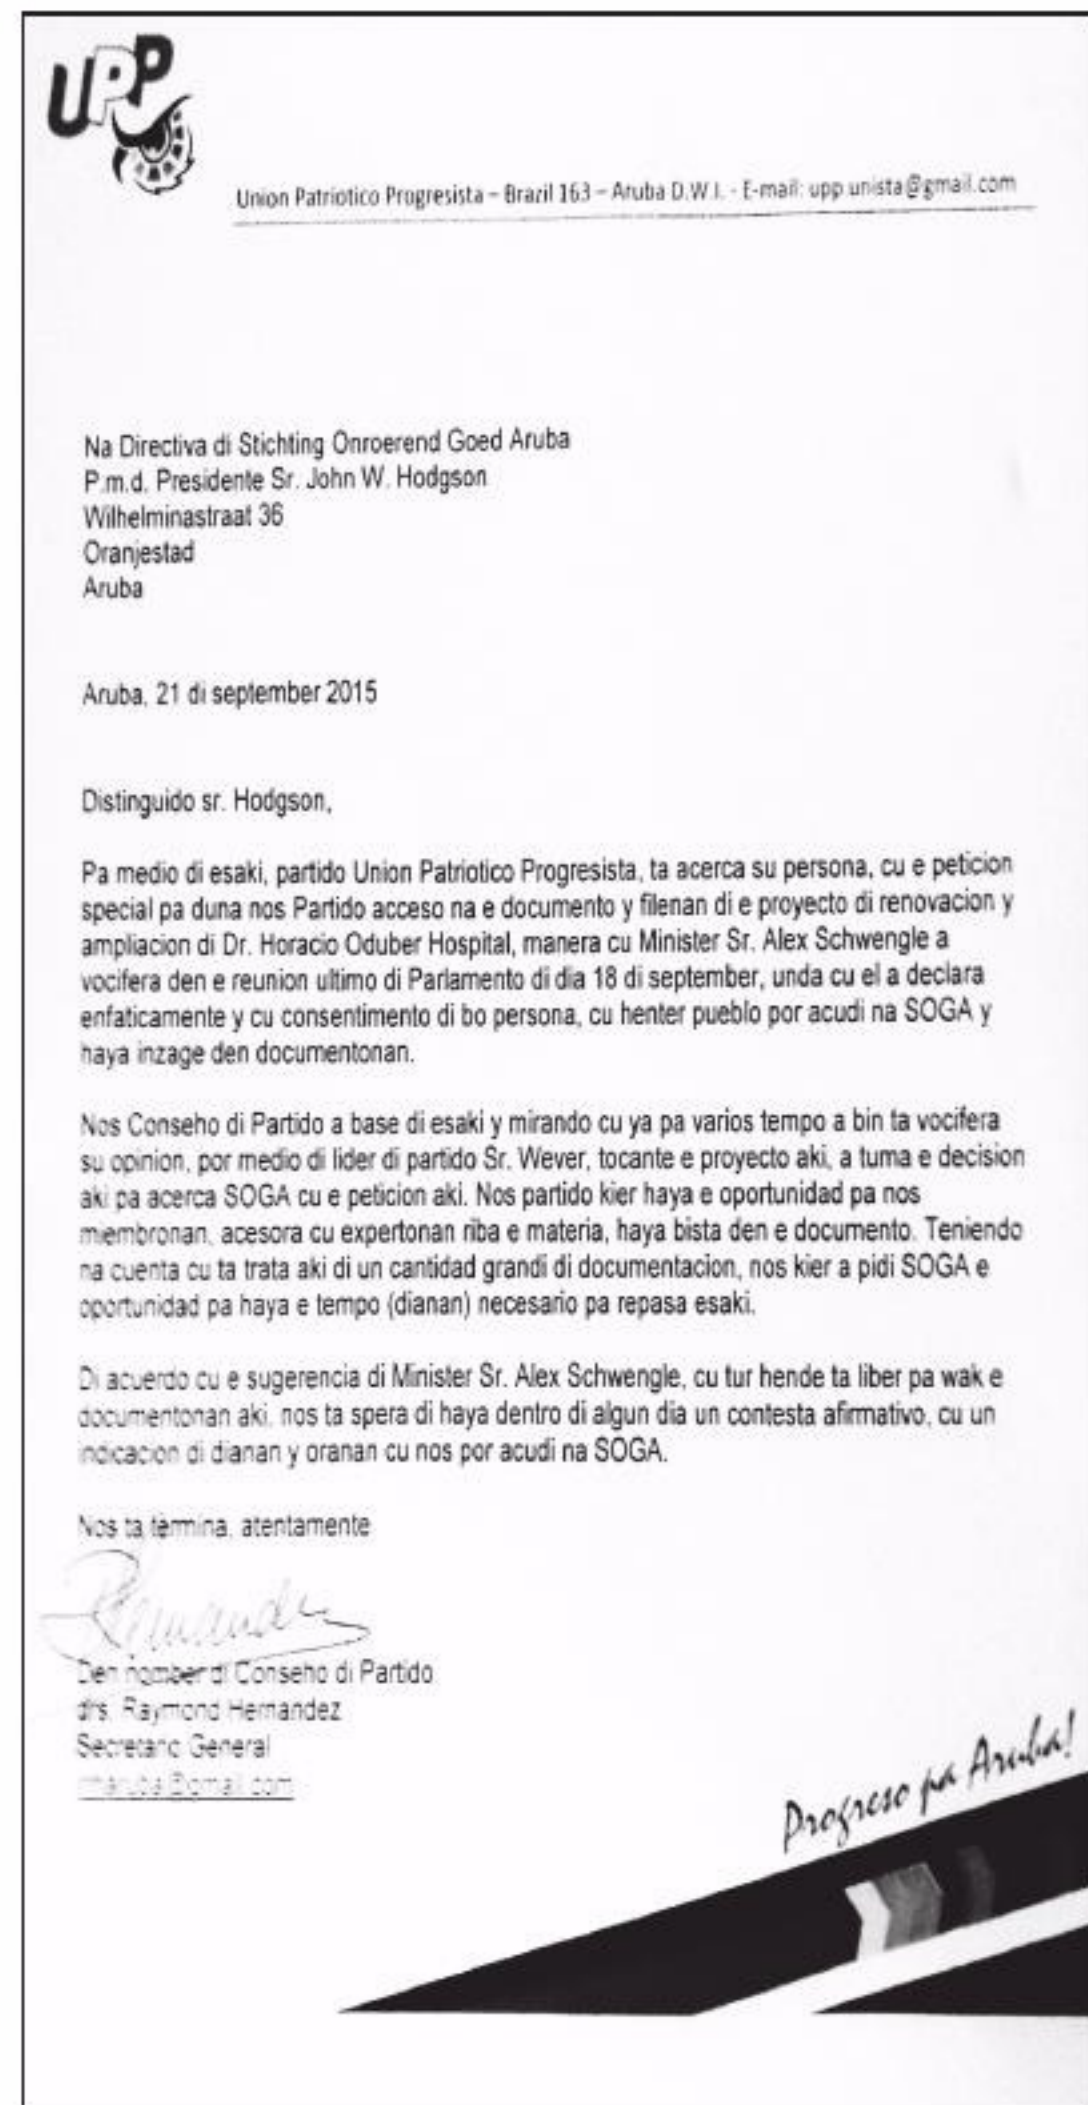 UPP
Union Patriotico Progresista – Brazil 163 – Aruba D.W.I. - E-mail: upp.unista@gmail.com
Na Directiva di Stichting Onroerend Goed Aruba
P.m.d. Presidente Sr. John W. Hodgson
Wilhelminastraat 36
Oranjestad
Aruba
Aruba, 21 di september 2015
Distinguido sr. Hodgson,
Pa medio di esaki, partido Union Patriotico Progresista, ta acerca su persona, cu e peticion
special pa duna nos Partido acceso na e documento y filenan di e proyecto di renovacion y
ampliacion di Dr. Horacio Oduber Hospital, manera cu Minister Sr. Alex Schwengle a
vocifera den e reunion ultimo di Parlamento di dia 18 di september, unda cu el a declara
enfaticamente y cu consentimento di bo persona, cu henter pueblo por acudi na SOGA y
haya inzage den documentonan.
Nos Conseho di Partido a base di esaki y mirando cu ya pa varios tempo a bin ta vocifera
su opinion, por medio di lider di partido Sr. Wever, tocante e proyecto aki, a tuma e decision
aki pa acerca SOGA cu e peticion aki. Nos partido kier haya e oportunidad pa nos
miembronan, acesora cu expertonan riba e materia, haya bista den e documento. Teniendo
na cuenta cu ta trata aki di un cantidad grandi di documentacion, nos kier a pidi SOGA e
oportunidad pa haya e tempo (dianan) necesario pa repasa esaki.
Di acuerdo cu e sugerencia di Minister Sr. Alex Schwengle, cu tur hende ta liber pa wak e
documentonan aki, nos ta spera di haya dentro di algun dia un contesta afirmativo, cu un
indicacion di dianan y oranan cu nos por acudi na SOGA.
Nos ta termina, atentamente
Den nomber di Conseho di Partido
drs. Raymond Hernandez
Secretario General
Progreso pa Aruba!